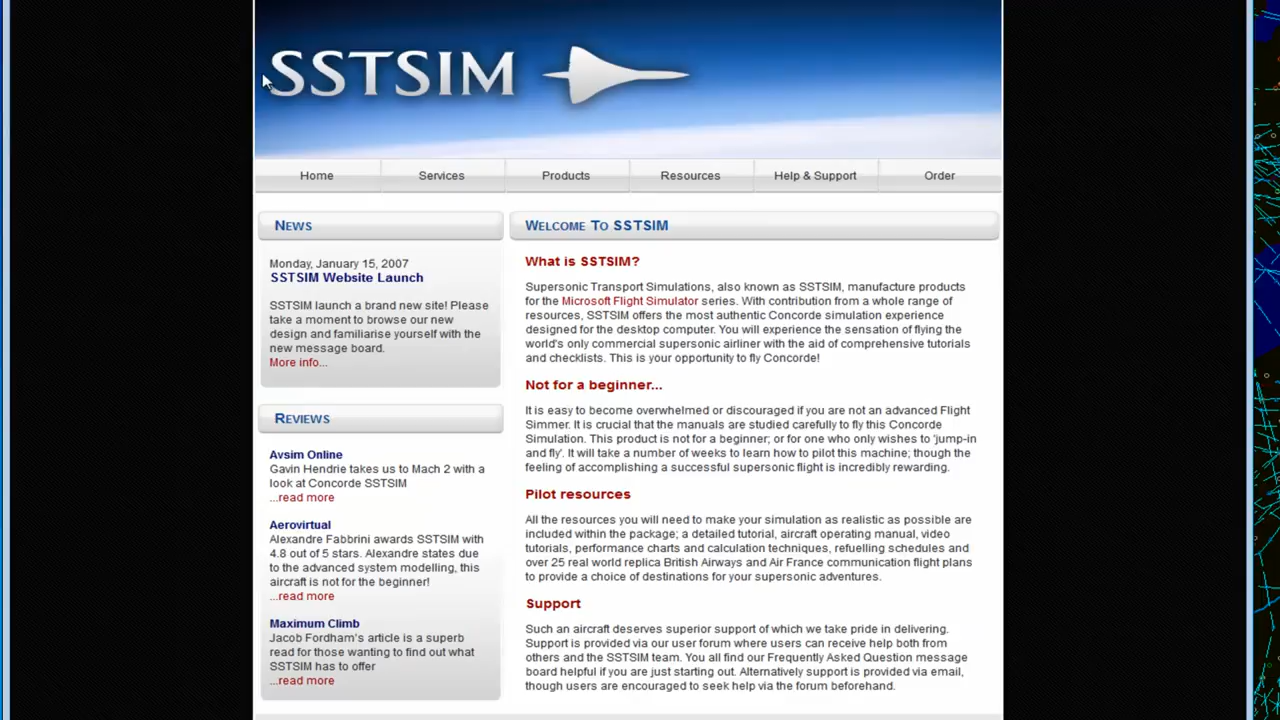 SSTSIM
Home
Services
Products
Resources
Help & Support
Order
News
Monday, January 15, 2007
SSTSIM Website Launch
SSTSIM launch a brand new site! Please
take a moment to browse our new
design and familiarise yourself with the
new message board.
More info...
Reviews
Avsim Online
Gavin Hendrie takes us to Mach 2 with a
look at Concorde SSTSIM
...read more
Aerovirtual
Alexandre Fabbrini awards SSTSIM with
4.8 out of 5 stars. Alexandre states due
to the advanced system modelling, this
aircraft is not for the beginner!
...read more
Maximum Climb
Jacob Fordham's article is a superb
read for those wanting to find out what
SSTSIM has to offer
...read more
Welcome To SSTSIM
What is SSTSIM?
Supersonic Transport Simulations, also known as SSTSIM, manufacture products
for the Microsoft Flight Simulator series. With contribution from a whole range of
resources, SSTSIM offers the most authentic Concorde simulation experience
designed for the desktop computer. You will experience the sensation of flying the
world's only commercial supersonic airliner with the aid of comprehensive tutorials
and checklists. This is your opportunity to fly Concorde!
Not for a beginner...
It is easy to become overwhelmed or discouraged if you are not an advanced Flight
Simmer. It is crucial that the manuals are studied carefully to fly this Concorde
Simulation. This product is not for a beginner; or for one who only wishes to 'jump-in
and fly'. It will take a number of weeks to learn how to pilot this machine; though the
feeling of accomplishing a successful supersonic flight is incredibly rewarding.
Pilot resources
All the resources you will need to make your simulation as realistic as possible are
included within the package; a detailed tutorial, aircraft operating manual, video
tutorials, performance charts and calculation techniques, refuelling schedules and
over 25 real world replica British Airways and Air France communication flight plans
to provide a choice of destinations for your supersonic adventures.
Support
Such an aircraft deserves superior support of which we take pride in delivering.
Support is provided via our user forum where users can receive help both from
others and the SSTSIM team. You all find our Frequently Asked Question message
board helpful if you are just starting out. Alternatively support is provided via email,
though users are encouraged to seek help via the forum beforehand.